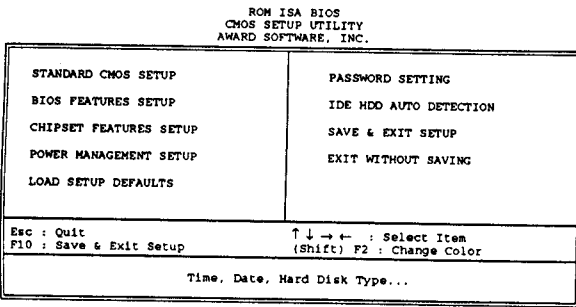 ROM ISA BIOS
CMOS SETUP UTILITY
AWARD SOFTWARE, INC.
STANDARD CMOS SETUP
BIOS FEATURES SETUP
CHIPSET FEATURES SETUP
POWER MANAGEMENT SETUP
LOAD SETUP DEFAULTS
PASSWORD SETTING
IDE HDD AUTO DETECTION
SAVE & EXIT SETUP
EXIT WITHOUT SAVING
Esc : Quit
F10 : Save & Exit Setup
↑ ↓ → ← : Select Item
(Shift) F2 : Change Color
Time, Date, Hard Disk Type...